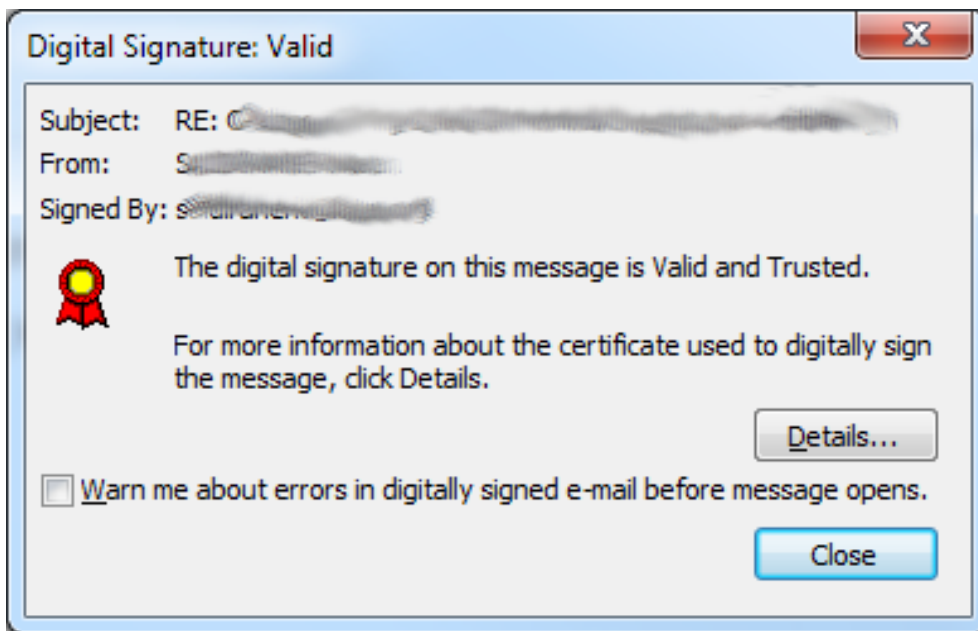 Digital Signature: Valid
Subject: RE:
From:
Signed By:
The digital signature on this message is Valid and Trusted.
For more information about the certificate used to digitally sign
the message, click Details.
Details...
Warn me about errors in digitally signed e-mail before message opens.
Close